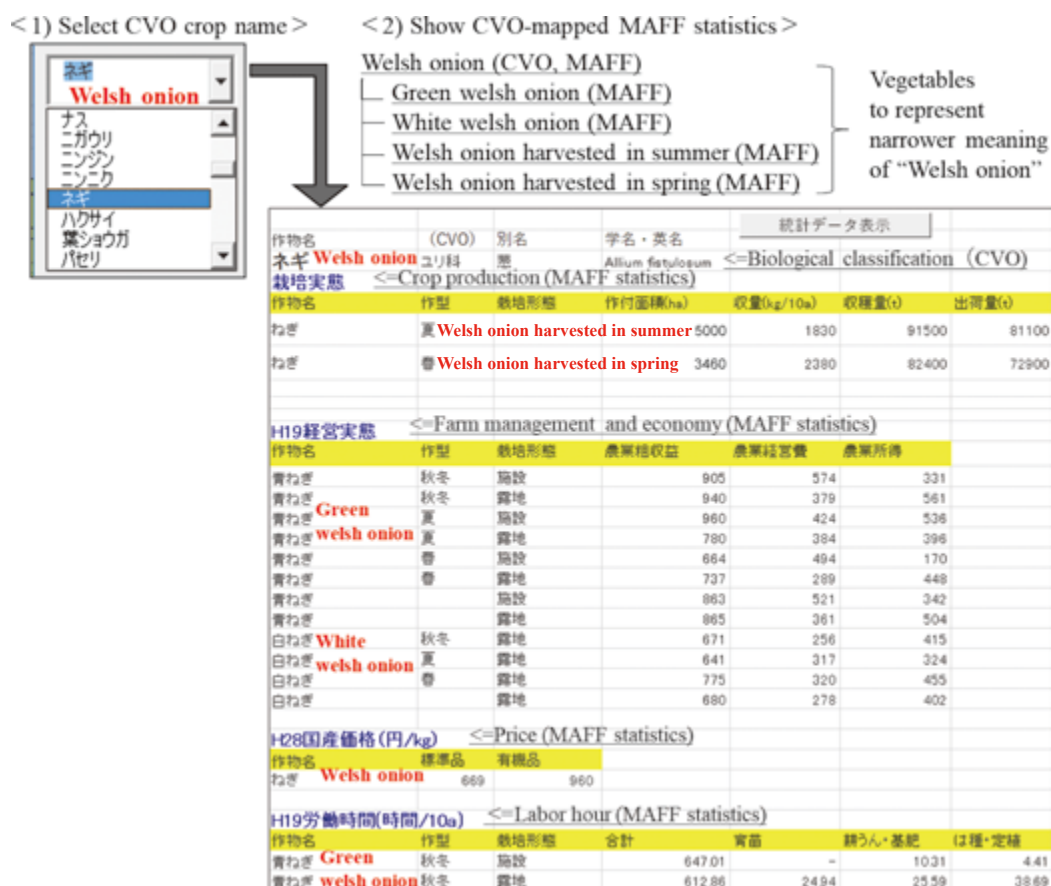 ＜1) Select CVO crop name＞
＜2) Show CVO-mapped MAFF statistics＞
ネギ
Welsh onion
ナス
ニガウリ
ニンジン
ニンニク
ネギ
ハクサイ
葉ショウガ
パセリ
Welsh onion (CVO, MAFF)
Green welsh onion (MAFF)
White welsh onion (MAFF)
Welsh onion harvested in summer (MAFF)
Welsh onion harvested in spring (MAFF)
Vegetables
to represent
narrower meaning
of “Welsh onion”
統計データ表示
作物名 (CVO) 別名 学名・英名
ネギ Welsh onion ユリ科 葱 Allium fistulosum <=Biological classification (CVO)
栽培実態 <=Crop production (MAFF statistics)
作物名 作型 栽培形態 作付面積(ha) 収量(kg/10a) 収穫量(t) 出荷量(t)
ねぎ 夏 Welsh onion harvested in summer 5000 1830 91500 81100
ねぎ 春 Welsh onion harvested in spring 3460 2380 82400 72900
H19経営実態 <=Farm management and economy (MAFF statistics)
作物名 作型 栽培形態 農業粗収益 農業経営費 農業所得
青ねぎ 秋冬 施設 905 574 331
青ねぎ 秋冬 露地 940 379 561
青ねぎ Green 夏 施設 960 424 536
青ねぎ welsh onion 夏 露地 780 384 396
青ねぎ 春 施設 664 494 170
青ねぎ 春 露地 737 289 448
青ねぎ 施設 863 521 342
青ねぎ 露地 865 361 504
白ねぎ White 秋冬 露地 671 256 415
白ねぎ welsh onion 夏 露地 641 317 324
白ねぎ 春 露地 775 320 455
白ねぎ 露地 680 278 402
H28国産価格(円/kg) <=Price (MAFF statistics)
作物名 標準品 有機品
ねぎ Welsh onion 669 960
H19労働時間(時間/10a) <=Labor hour (MAFF statistics)
作物名 作型 栽培形態 合計 育苗 耕うん・基肥 は種・定植
青ねぎ Green 秋冬 施設 647.01 - 10.31 4.41
青ねぎ welsh onion 秋冬 露地 612.86 24.94 25.59 38.69